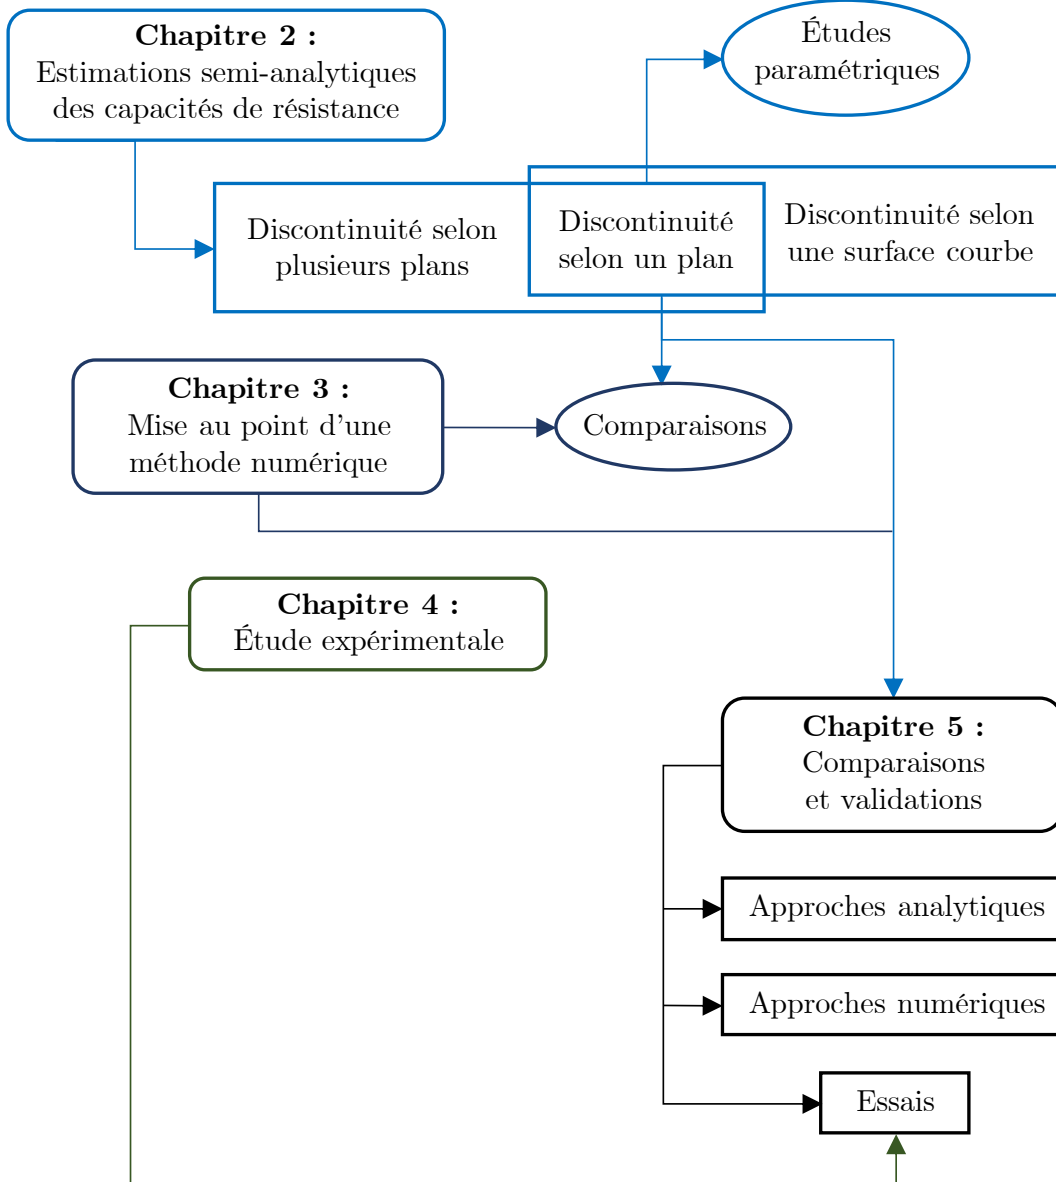 Chapitre 2 :
Estimations semi-analytiques
des capacités de résistance
Études
paramétriques
Discontinuité selon
plusieurs plans
Discontinuité
selon un plan
Discontinuité selon
une surface courbe
Chapitre 3 :
Mise au point d'une
méthode numérique
Comparaisons
Chapitre 4 :
Étude expérimentale
Chapitre 5 :
Comparaisons
et validations
Approches analytiques
Approches numériques
Essais